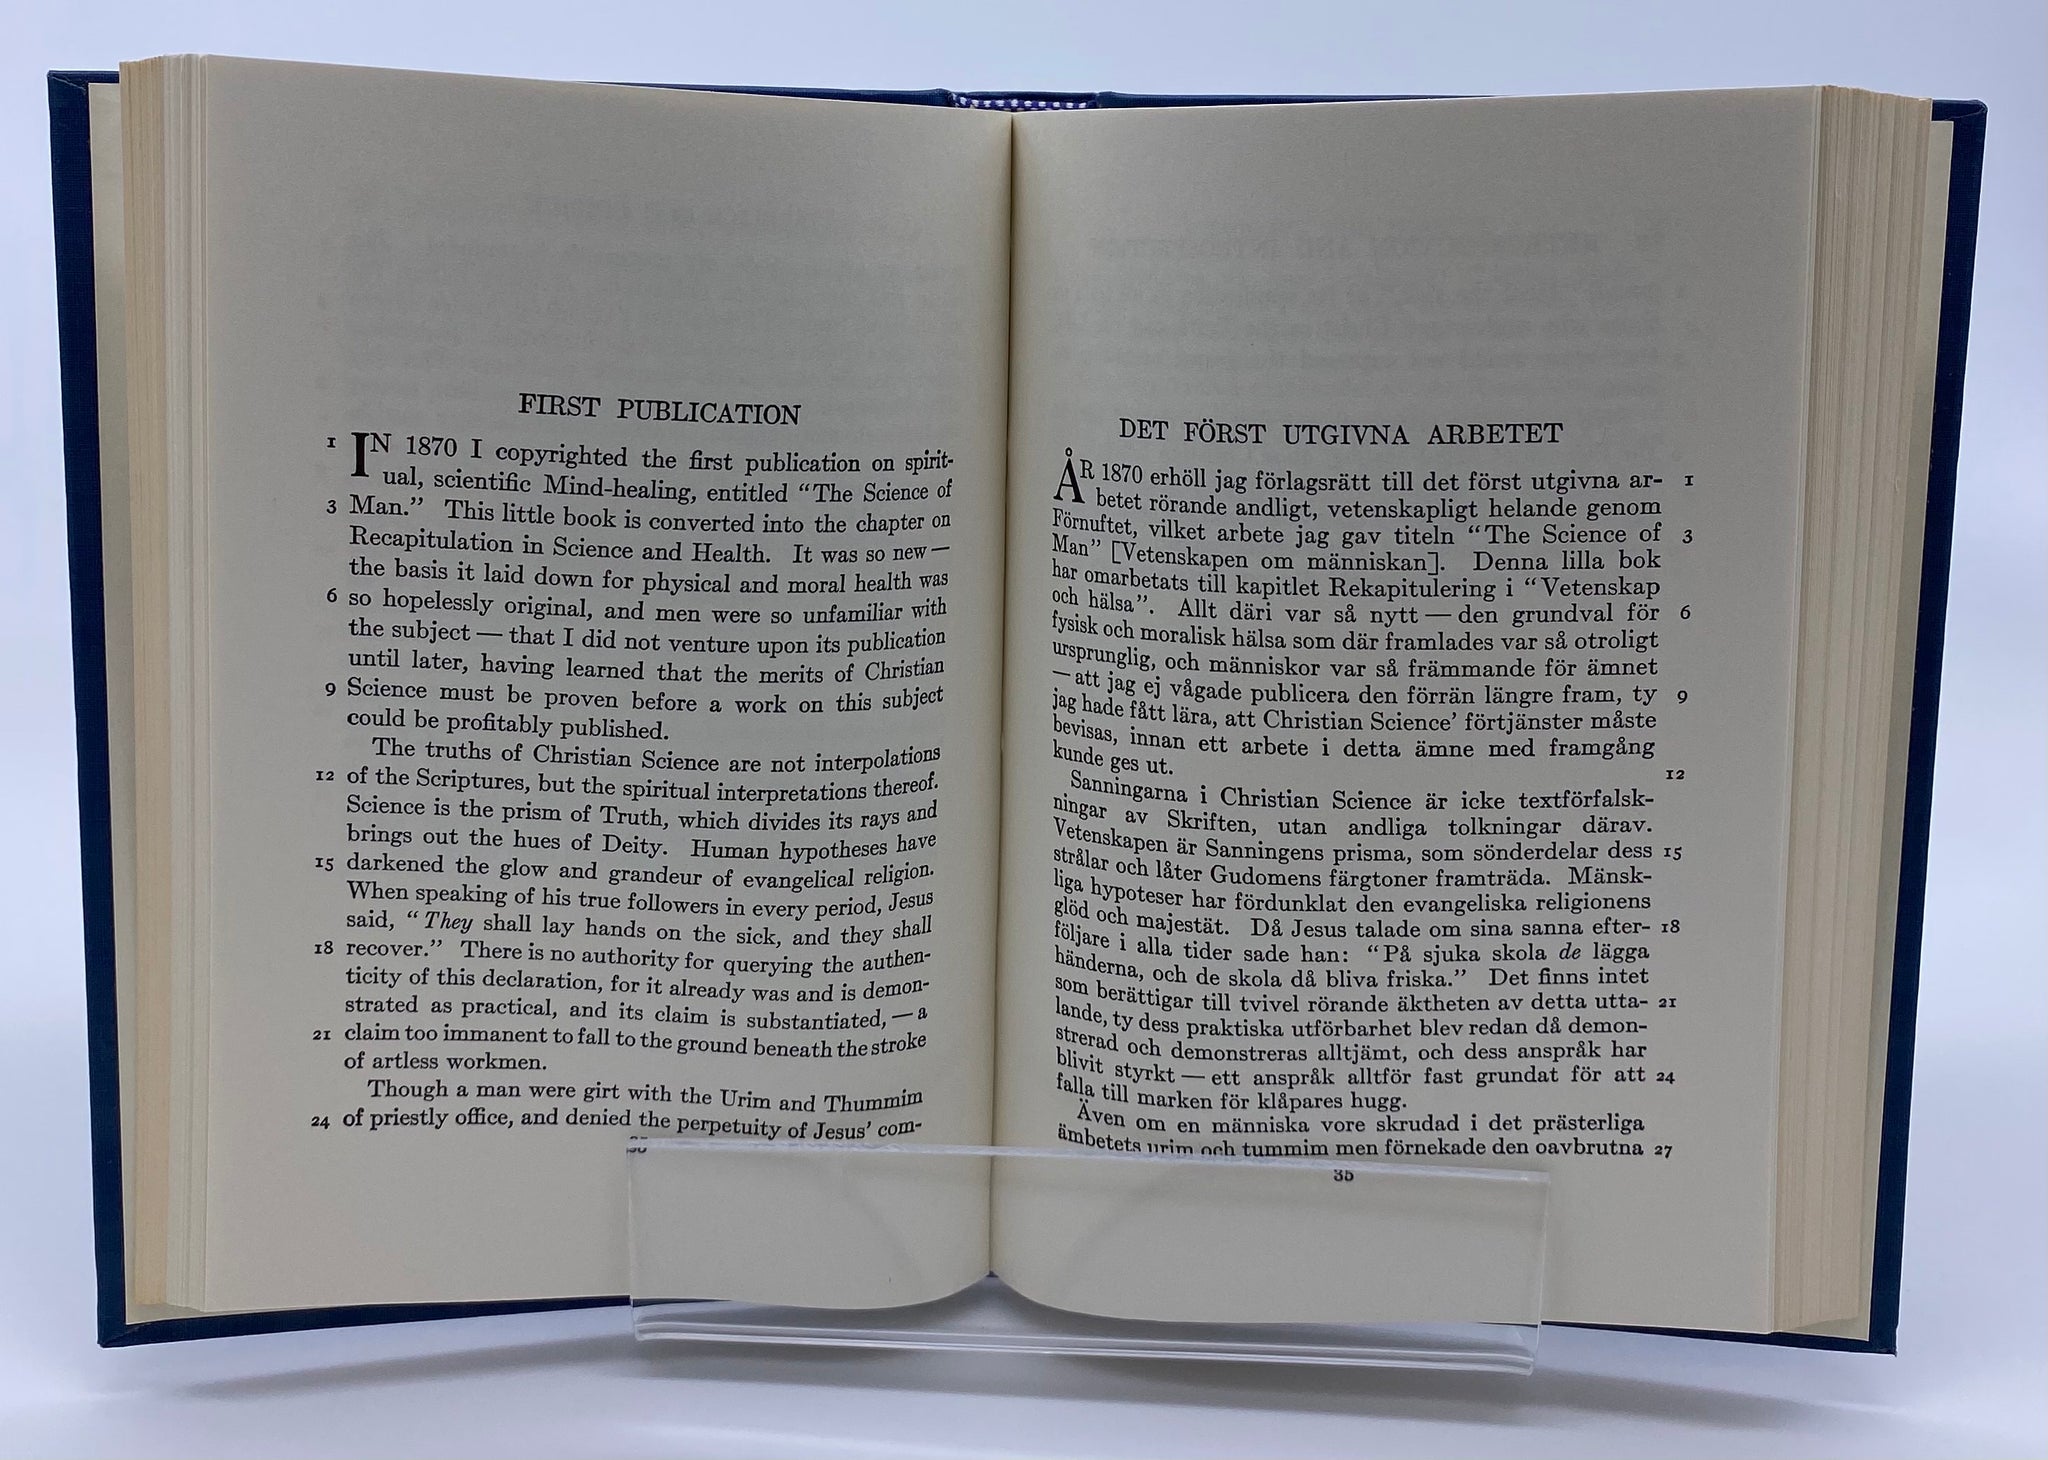 FIRST PUBLICATION
1 IN 1870 I copyrighted the first publication on spirit-
ual, scientific Mind-healing, entitled “The Science of
3 Man.” This little book is converted into the chapter on
Recapitulation in Science and Health. It was so new —
the basis it laid down for physical and moral health was
6 so hopelessly original, and men were so unfamiliar with
the subject — that I did not venture upon its publication
until later, having learned that the merits of Christian
9 Science must be proven before a work on this subject
could be profitably published.
The truths of Christian Science are not interpolations
12 of the Scriptures, but the spiritual interpretations thereof.
Science is the prism of Truth, which divides its rays and
brings out the hues of Deity. Human hypotheses have
15 darkened the glow and grandeur of evangelical religion.
When speaking of his true followers in every period, Jesus
said, “They shall lay hands on the sick, and they shall
18 recover.” There is no authority for querying the authen-
ticity of this declaration, for it already was and is demon-
strated as practical, and its claim is substantiated, — a
21 claim too immanent to fall to the ground beneath the stroke
of artless workmen.
Though a man were girt with the Urim and Thummim
24 of priestly office, and denied the perpetuity of Jesus’ com-
DET FÖRST UTGIVNA ARBETET
ÅR 1870 erhöll jag förlagsrätt till det först utgivna ar- 1
betet rörande andligt, vetenskapligt helande genom
Förnuftet, vilket arbete jag gav titeln “The Science of 3
Man” [Vetenskapen om människan]. Denna lilla bok
har omarbetats till kapitlet Rekapitulering i “Vetenskap
och hälsa”. Allt däri var så nytt — den grundval för 6
fysisk och moralisk hälsa som där framlades var så otroligt
ursprunglig, och människor var så främmande för ämnet
— att jag ej vågade publicera den förrän längre fram, ty 9
jag hade fått lära, att Christian Science’ förtjänster måste
bevisas, innan ett arbete i detta ämne med framgång
kunde ges ut. 12
Sanningarna i Christian Science är icke textförfalsk-
ningar av Skriften, utan andliga tolkningar därav.
Vetenskapen är Sanningens prisma, som sönderdelar dess 15
strålar och låter Gudomens färgtoner framträda. Mänsk-
liga hypoteser har fördunklat den evangeliska religionens
glöd och majestät. Då Jesus talade om sina sanna efter- 18
följare i alla tider sade han: “På sjuka skola de lägga
händerna, och de skola då bliva friska.” Det finns intet
som berättigar till tvivel rörande äktheten av detta utta- 21
lande, ty dess praktiska utförbarhet blev redan då demon-
strerad och demonstreras alltjämt, och dess anspråk har
blivit styrkt — ett anspråk alltför fast grundat för att 24
falla till marken för klåpares hugg.
Även om en människa vore skrudad i det prästerliga
ämbetets urim och tummim men förnekade den oavbrutna 27
35